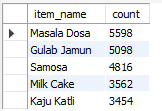 item_name count
Masala Dosa 5598
Gulab Jamun 5098
Samosa 4816
Milk Cake 3562
Kaju Katli 3454